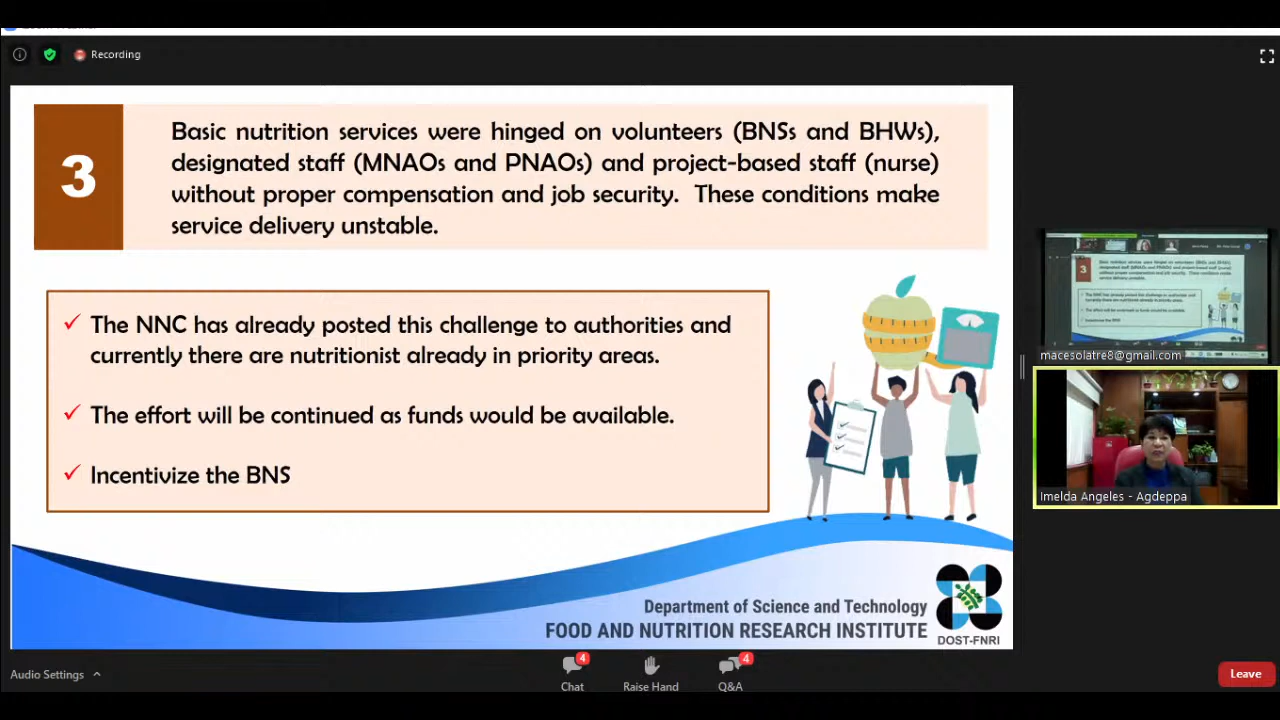 Recording
3
Basic nutrition services were hinged on volunteers (BNSs and BHWs),
designated staff (MNAOs and PNAOs) and project-based staff (nurse)
without proper compensation and job security. These conditions make
service delivery unstable.
The NNC has already posted this challenge to authorities and
currently there are nutritionist already in priority areas.
The effort will be continued as funds would be available.
Incentivize the BNS
Department of Science and Technology
FOOD AND NUTRITION RESEARCH INSTITUTE
DOST-FNRI
macesolatre8@gmail.com
Imelda Angeles - Agdeppa
Audio Settings
4
Chat
Raise Hand
4
Q&A
Leave